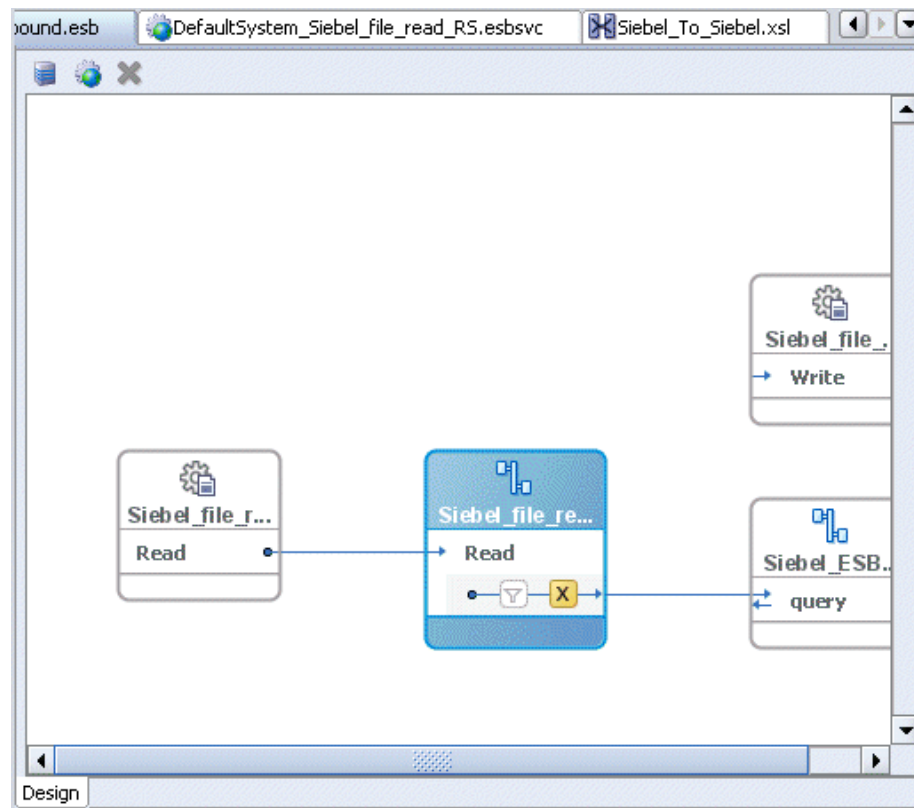 ound.esb
DefaultSystem_Siebel_file_read_RS.esbsvc
Siebel_To_Siebel.xsl
Siebel_file_.
Write
Siebel_file_r...
Read
Siebel_file_re...
Read
X
Siebel_ESB..
query
Design